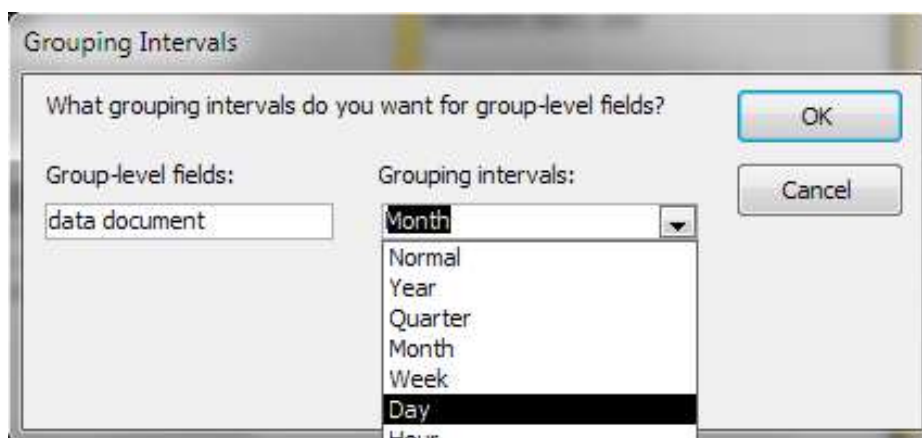 Grouping Intervals
What grouping intervals do you want for group-level fields?
OK
Group-level fields:
Grouping intervals:
Cancel
data document
Month
Normal
Year
Quarter
Month
Week
Day
Hour